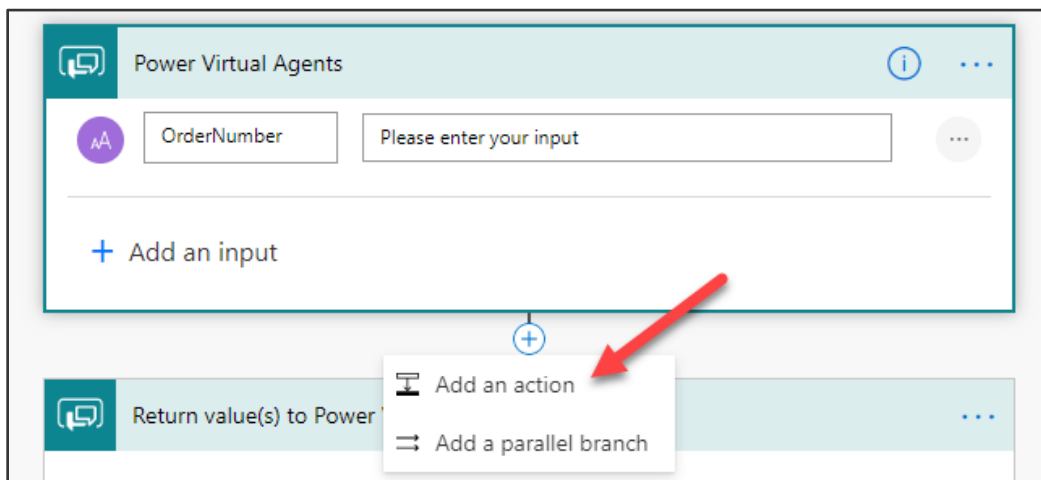 Power Virtual Agents
AA OrderNumber Please enter your input
Add an input
Add an action
Return value(s) to Power
Add a parallel branch